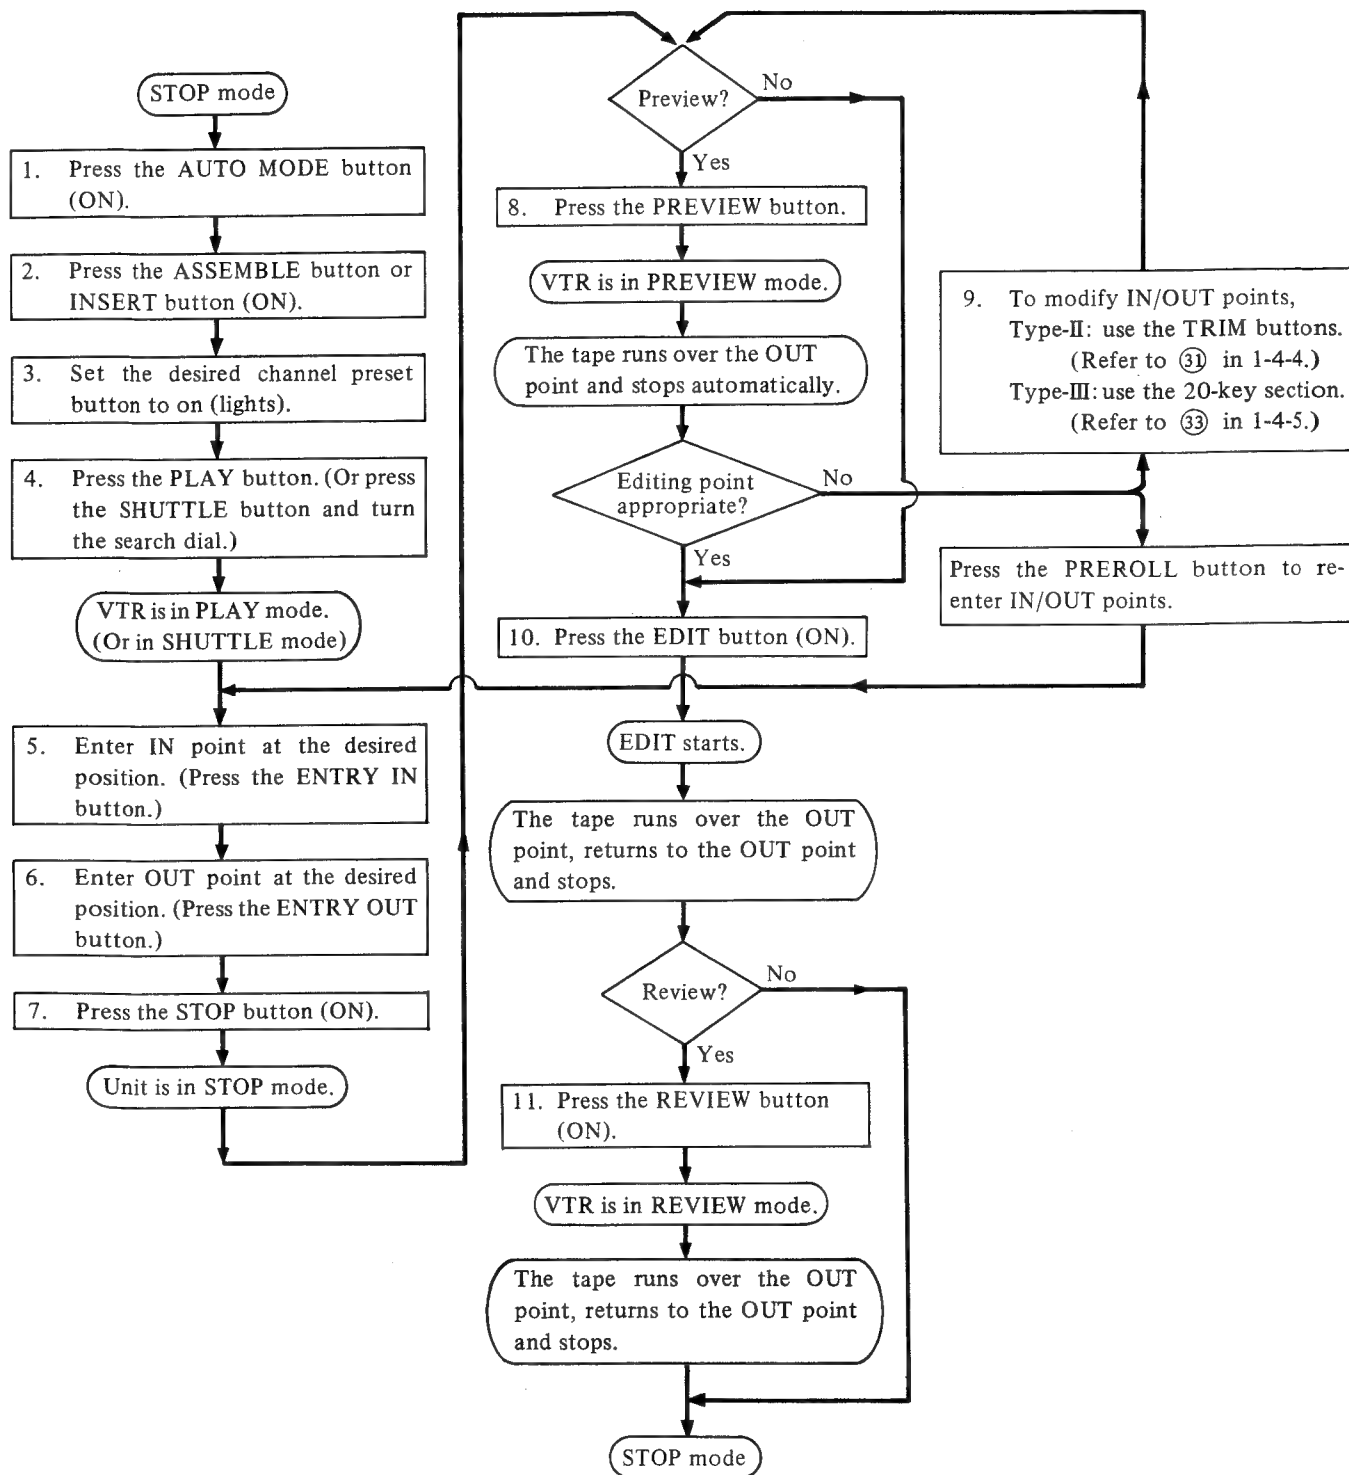 STOP mode
1. Press the AUTO MODE button
(ON).
2. Press the ASSEMBLE button or
INSERT button (ON).
3. Set the desired channel preset
button to on (lights).
4. Press the PLAY button. (Or press
the SHUTTLE button and turn
the search dial.)
VTR is in PLAY mode.
(Or in SHUTTLE mode)
5. Enter IN point at the desired
position. (Press the ENTRY IN
button.)
6. Enter OUT point at the desired
position. (Press the ENTRY OUT
button.)
7. Press the STOP button (ON).
Unit is in STOP mode.
Preview?
No
Yes
8. Press the PREVIEW button.
VTR is in PREVIEW mode.
The tape runs over the OUT
point and stops automatically.
Editing point
appropriate?
No
Yes
9. To modify IN/OUT points,
Type-II: use the TRIM buttons.
(Refer to ㉛ in 1-4-4.)
Type-III: use the 20-key section.
(Refer to ㉝ in 1-4-5.)
Press the PREROLL button to re-
enter IN/OUT points.
10. Press the EDIT button (ON).
EDIT starts.
The tape runs over the OUT
point, returns to the OUT point
and stops.
Review?
No
Yes
11. Press the REVIEW button
(ON).
VTR is in REVIEW mode.
The tape runs over the OUT
point, returns to the OUT point
and stops.
STOP mode